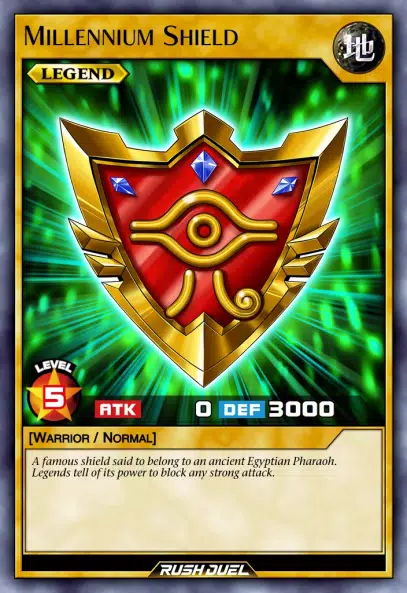 MILLENNIUM SHIELD
地
LEGEND
LEVEL
5
ATK 0 DEF 3000
[WARRIOR / NORMAL]
A famous shield said to belong to an ancient Egyptian Pharaoh.
Legends tell of its power to block any strong attack.
RUSH DUEL